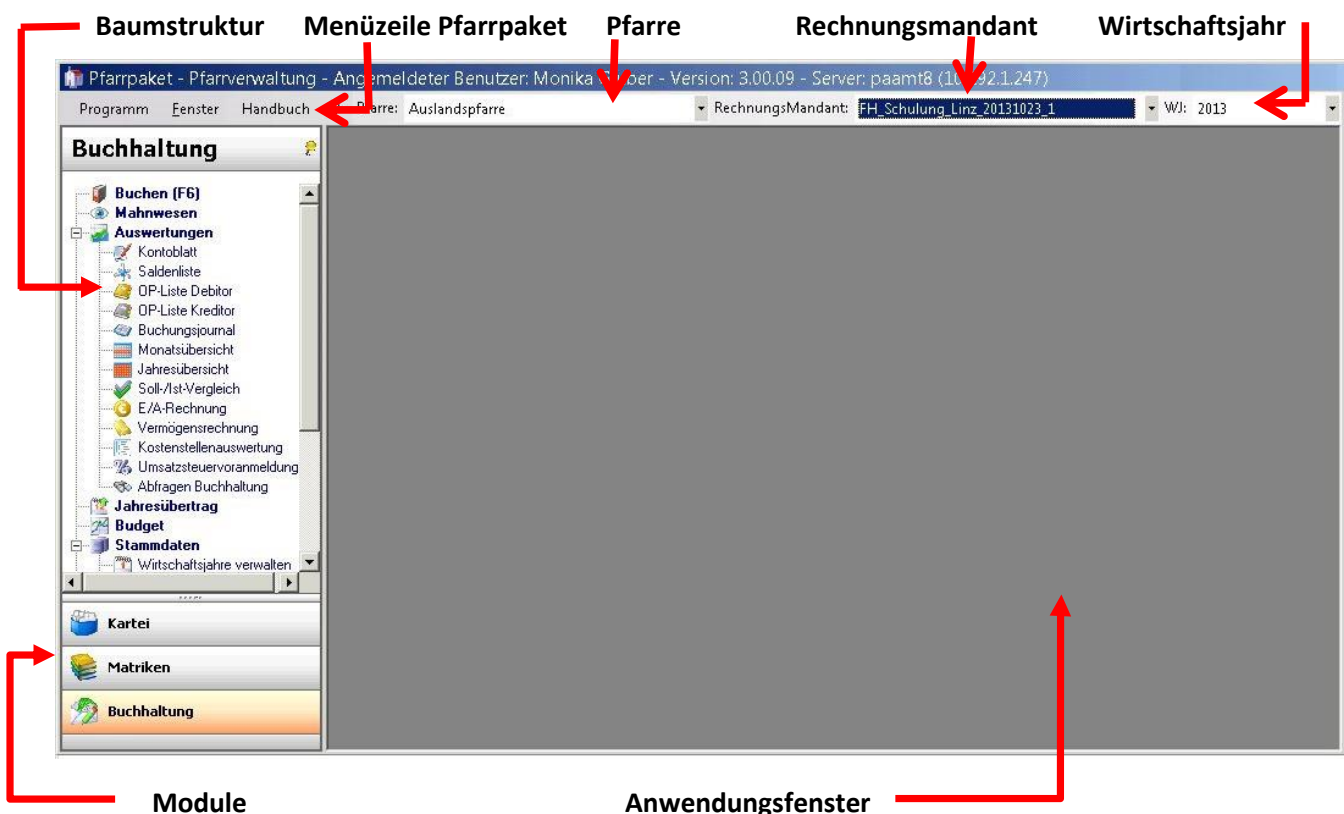 Baumstruktur Menüzeile Pfarrpaket Pfarre Rechnungsmandant Wirtschaftsjahr
Pfarrpaket - Pfarrverwaltung - Angemeldeter Benutzer: Monika - Version: 3.00.09 - Server: paamt8
Programm Fenster Handbuch Pfarre: Auslandspfarre RechnungsMandant: FH_Schulung_Linz_20131023_1 WJ: 2013
Buchhaltung
Buchen (F6)
Mahnwesen
Auswertungen
Kontoblatt
Saldenliste
OP-Liste Debitor
OP-Liste Kreditor
Buchungsjournal
Monatsübersicht
Jahresübersicht
Soll-/Ist-Vergleich
E/A-Rechnung
Vermögensrechnung
Kostenstellenauswertung
Umsatzsteuervoranmeldung
Abfragen Buchhaltung
Jahresübertrag
Budget
Stammdaten
Wirtschaftsjahre verwalten
Kartei
Matriken
Buchhaltung
Module Anwendungsfenster